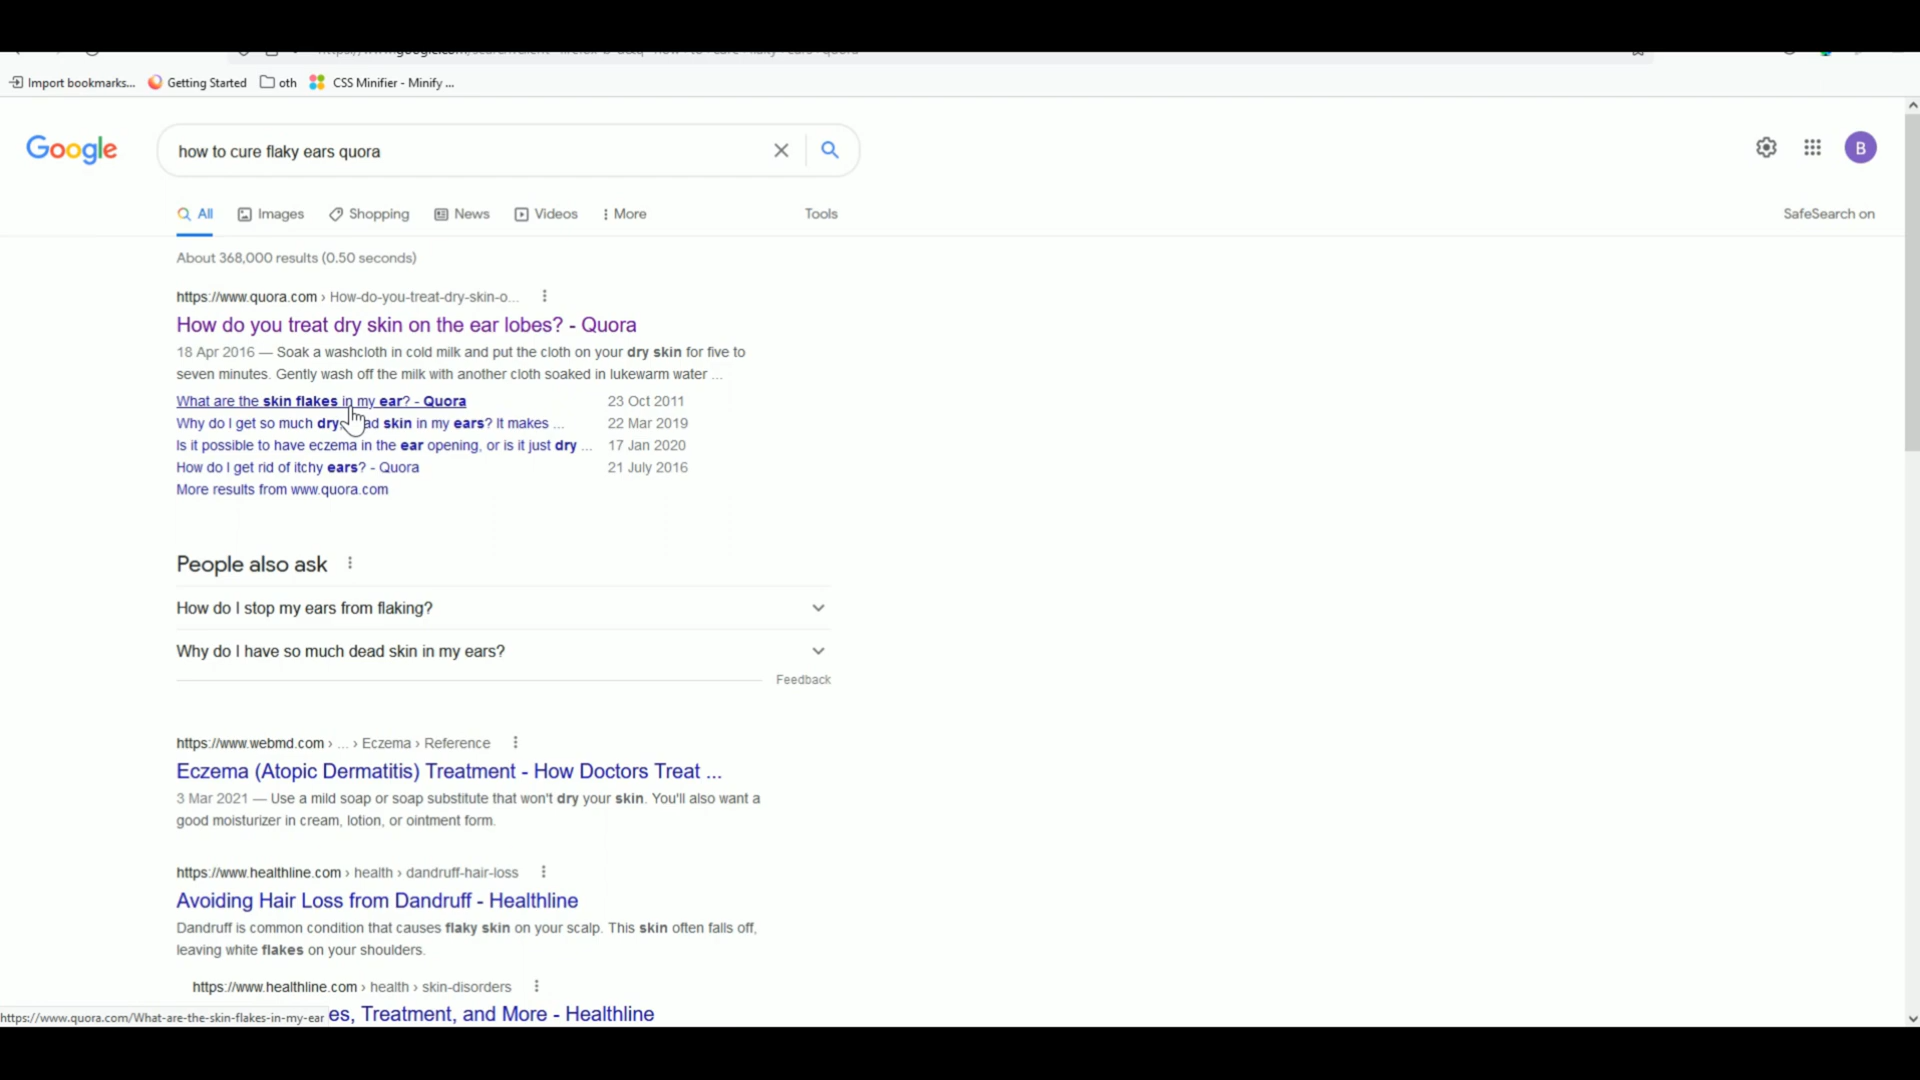 Import bookmarks... Getting Started oth CSS Minifier - Minify ...
Google
how to cure flaky ears quora
B
All Images Shopping News Videos More Tools SafeSearch on
About 368,000 results (0.50 seconds)
https://www.quora.com › How-do-you-treat-dry-skin-o...
How do you treat dry skin on the ear lobes? - Quora
18 Apr 2016 — Soak a washcloth in cold milk and put the cloth on your dry skin for five to
seven minutes. Gently wash off the milk with another cloth soaked in lukewarm water ...
What are the skin flakes in my ear? - Quora 23 Oct 2011
Why do I get so much dry, ad skin in my ears? It makes ... 22 Mar 2019
Is it possible to have eczema in the ear opening, or is it just dry ... 17 Jan 2020
How do I get rid of itchy ears? - Quora 21 July 2016
More results from www.quora.com
People also ask
How do I stop my ears from flaking?
Why do I have so much dead skin in my ears?
Feedback
https://www.webmd.com › ... › Eczema › Reference
Eczema (Atopic Dermatitis) Treatment - How Doctors Treat ...
3 Mar 2021 — Use a mild soap or soap substitute that won't dry your skin. You'll also want a
good moisturizer in cream, lotion, or ointment form.
https://www.healthline.com › health › dandruff-hair-loss
Avoiding Hair Loss from Dandruff - Healthline
Dandruff is common condition that causes flaky skin on your scalp. This skin often falls off,
leaving white flakes on your shoulders.
https://www.healthline.com › health › skin-disorders
es, Treatment, and More - Healthline
https://www.quora.com/What-are-the-skin-flakes-in-my-ear